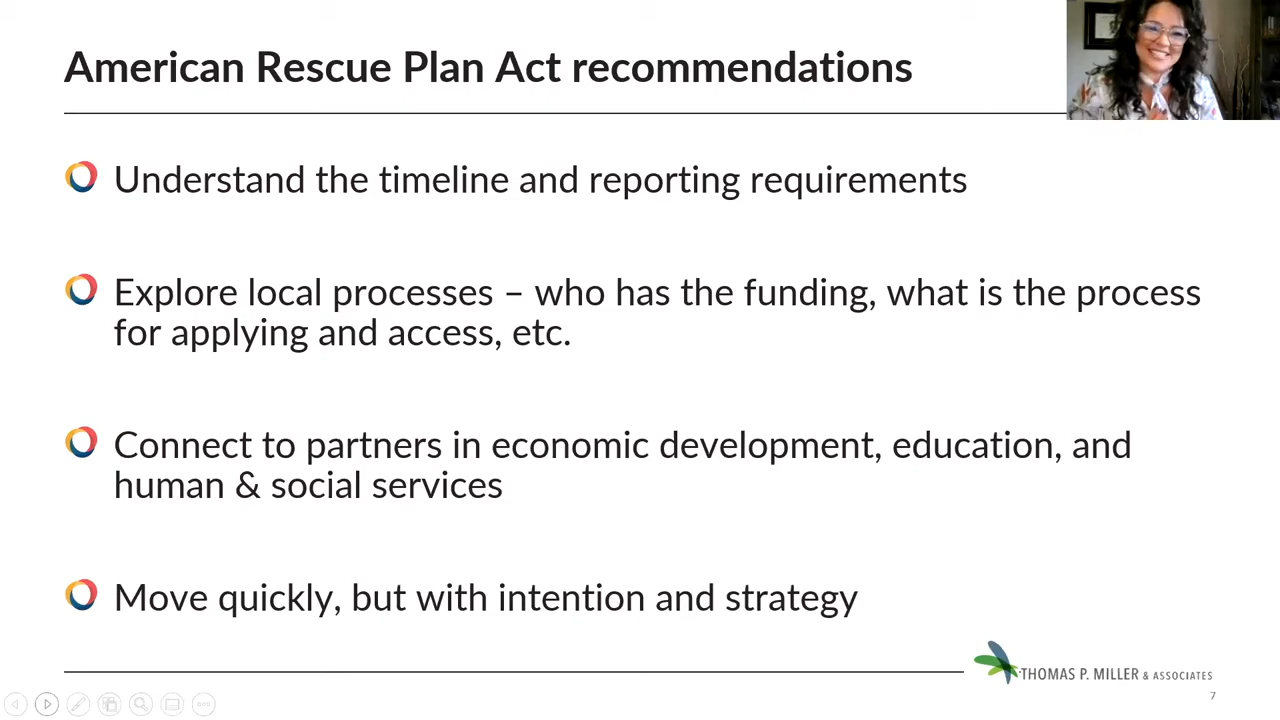 American Rescue Plan Act recommendations
Understand the timeline and reporting requirements
Explore local processes – who has the funding, what is the process
for applying and access, etc.
Connect to partners in economic development, education, and
human & social services
Move quickly, but with intention and strategy
THOMAS P. MILLER & ASSOCIATES
7